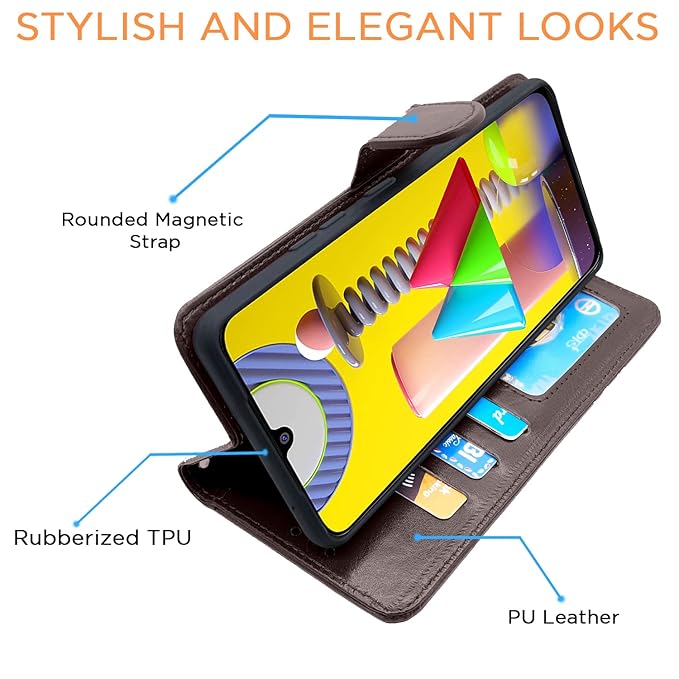 STYLISH AND ELEGANT LOOKS
Rounded Magnetic
Strap
Rubberized TPU
PU Leather